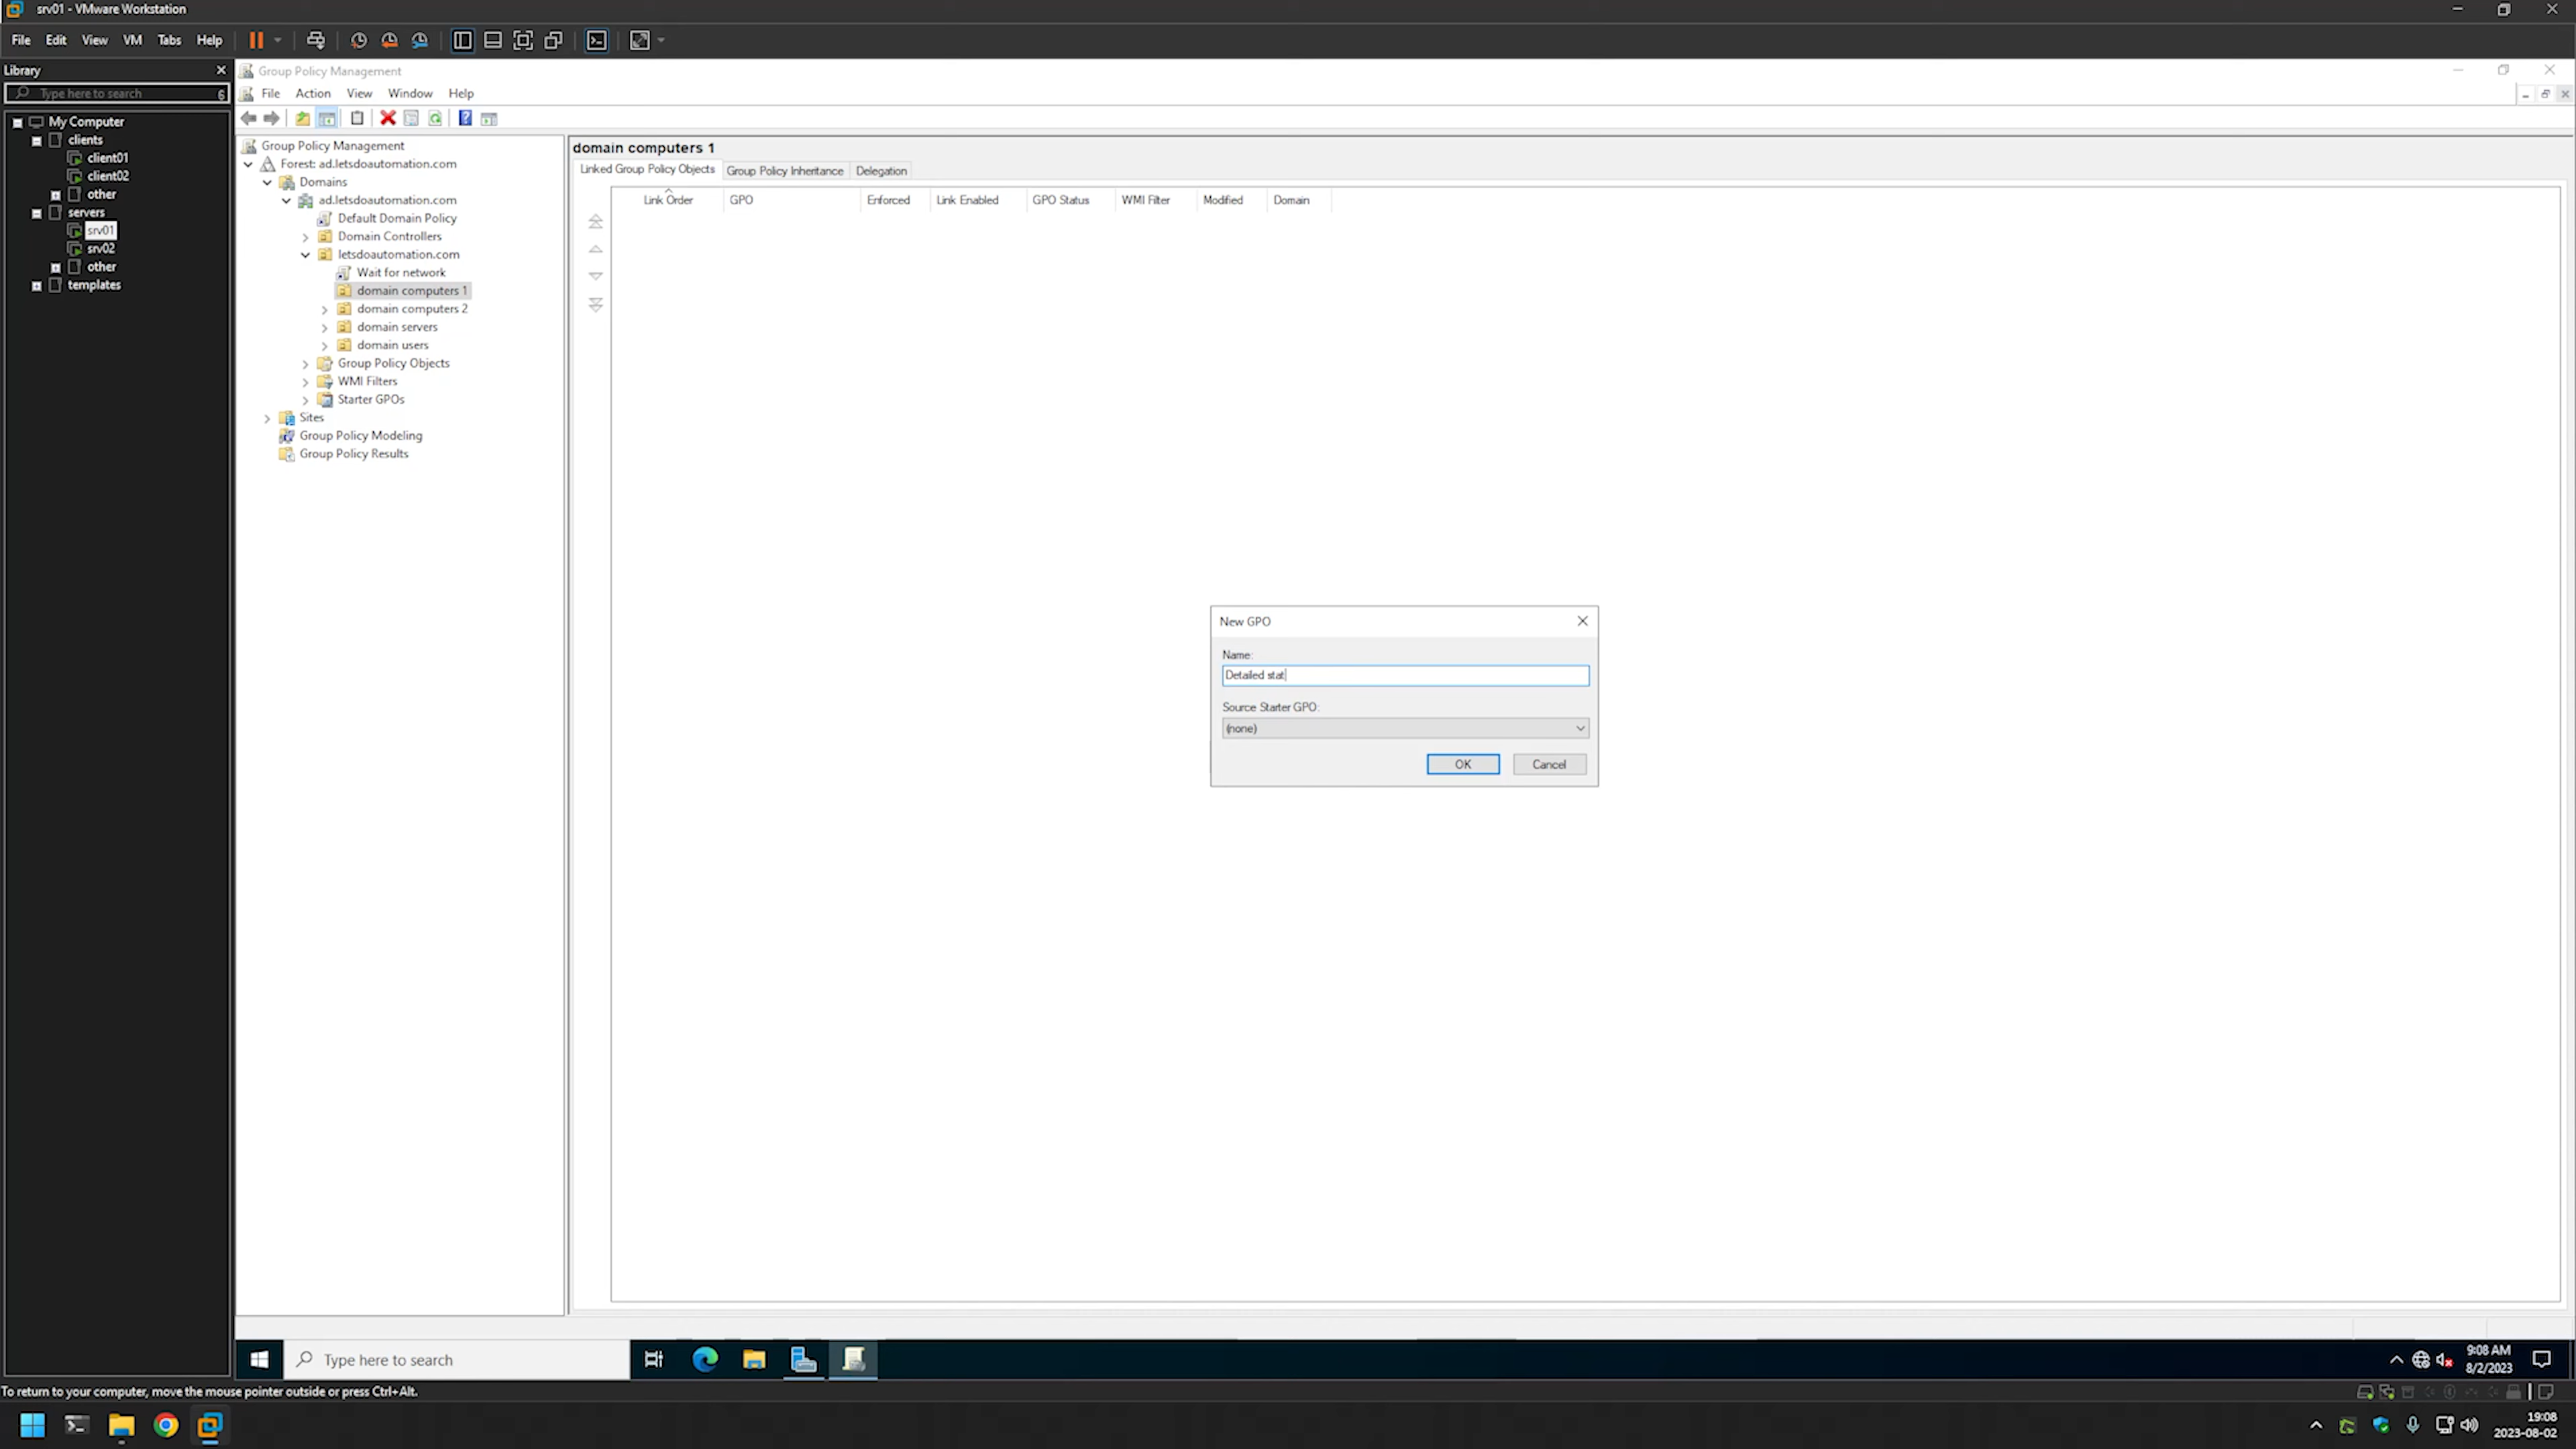 srv01 - VMware Workstation
File Edit View VM Tabs Help
Library
Type here to search 6
My Computer
clients
client01
client02
other
servers
srv01
srv02
other
templates
Group Policy Management
File Action View Window Help
Group Policy Management
Forest: ad.letsdoautomation.com
Domains
ad.letsdoautomation.com
Default Domain Policy
Domain Controllers
letsdoautomation.com
Wait for network
domain computers 1
domain computers 2
domain servers
domain users
Group Policy Objects
WMI Filters
Starter GPOs
Sites
Group Policy Modeling
Group Policy Results
domain computers 1
Linked Group Policy Objects Group Policy Inheritance Delegation
Link Order GPO Enforced Link Enabled GPO Status WMI Filter Modified Domain
New GPO
Name:
Detailed stat
Source Starter GPO:
(none)
OK Cancel
Type here to search
9:08 AM
8/2/2023
To return to your computer, move the mouse pointer outside or press Ctrl+Alt.
19:08
2023-08-02